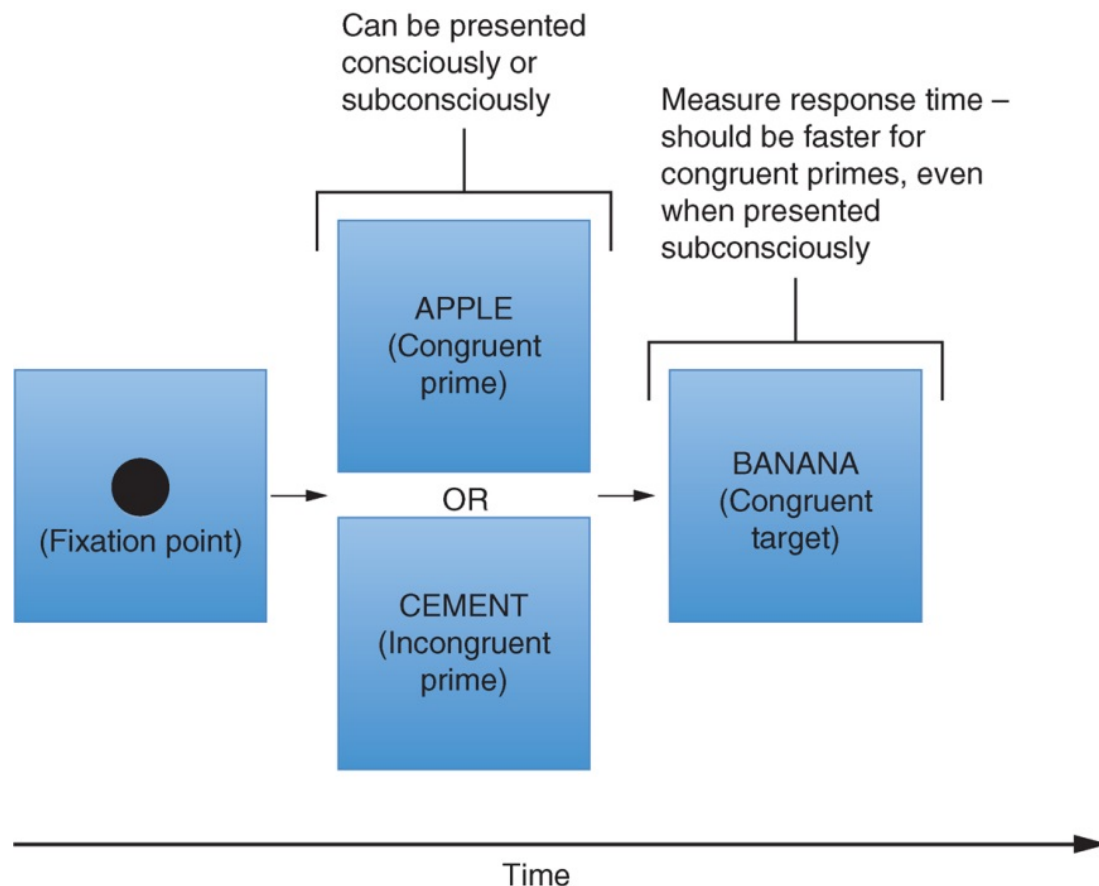 Can be presented
consciously or
subconsciously
Measure response time –
should be faster for
congruent primes, even
when presented
subconsciously
APPLE
(Congruent
prime)
(Fixation point)
OR
BANANA
(Congruent
target)
CEMENT
(Incongruent
prime)
Time